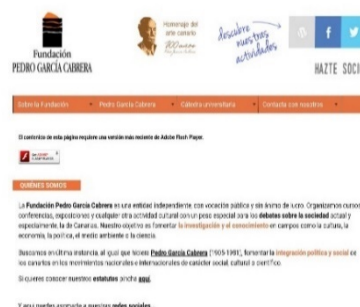 Homenaje del
arte canario
descubre
nuestras
actividades
Fundación
PEDRO GARCÍA CABRERA
HAZTE SOCI
Sobre la Fundación
Pedro García Cabrera
Cátedra universitaria
Contacta con nosotros
El contenido de esta página requiere una versión más reciente de Adobe Flash Player.
QUIÉNES SOMOS
La Fundación Pedro García Cabrera es una entidad independiente, con vocación pública y sin ánimo de lucro. Organizamos cursos
conferencias, exposiciones y cualquier otra actividad cultural con un peso especial para los debates sobre la sociedad actual y
especialmente, la de Canarias. Nuestro objetivo es fomentar la investigación y el conocimiento en campos como la cultura, la
economía, la política, el medio ambiente o la ciencia.
Buscamos en última instancia, al igual que hiciera Pedro García Cabrera (1905-1981), fomentar la integración política y social de
los canarios en los movimientos nacionales e internacionales de carácter social, cultural o científico.
Si quieres conocer nuestros estatutos pincha aquí.
Y aquí puedes apuntarte a nuestras redes sociales